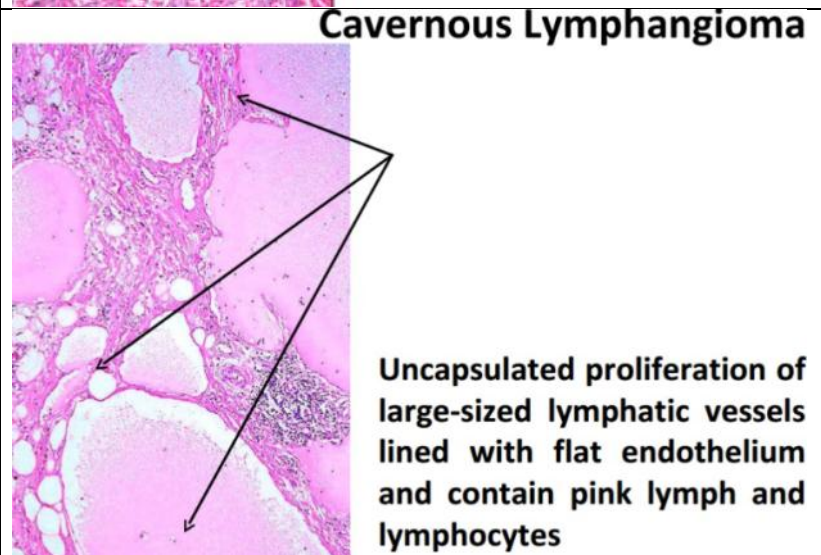 Cavernous Lymphangioma
Uncapsulated proliferation of
large-sized lymphatic vessels
lined with flat endothelium
and contain pink lymph and
lymphocytes